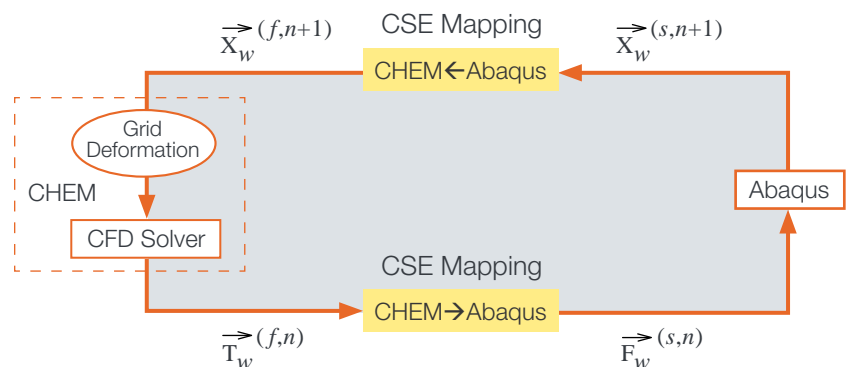 CSE Mapping
X_w^(f,n+1)
X_w^(s,n+1)
CHEM←Abaqus
Grid
Deformation
CHEM
Abaqus
CFD Solver
CSE Mapping
CHEM→Abaqus
T_w^(f,n)
F_w^(s,n)